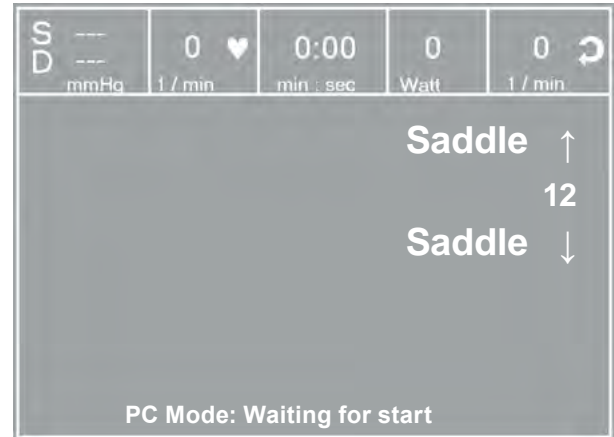 S --- 0 ♥ 0:00 0 0
D ---
mmHg 1 / min min : sec Watt 1 / min
Saddle ↑
12
Saddle ↓
PC Mode: Waiting for start